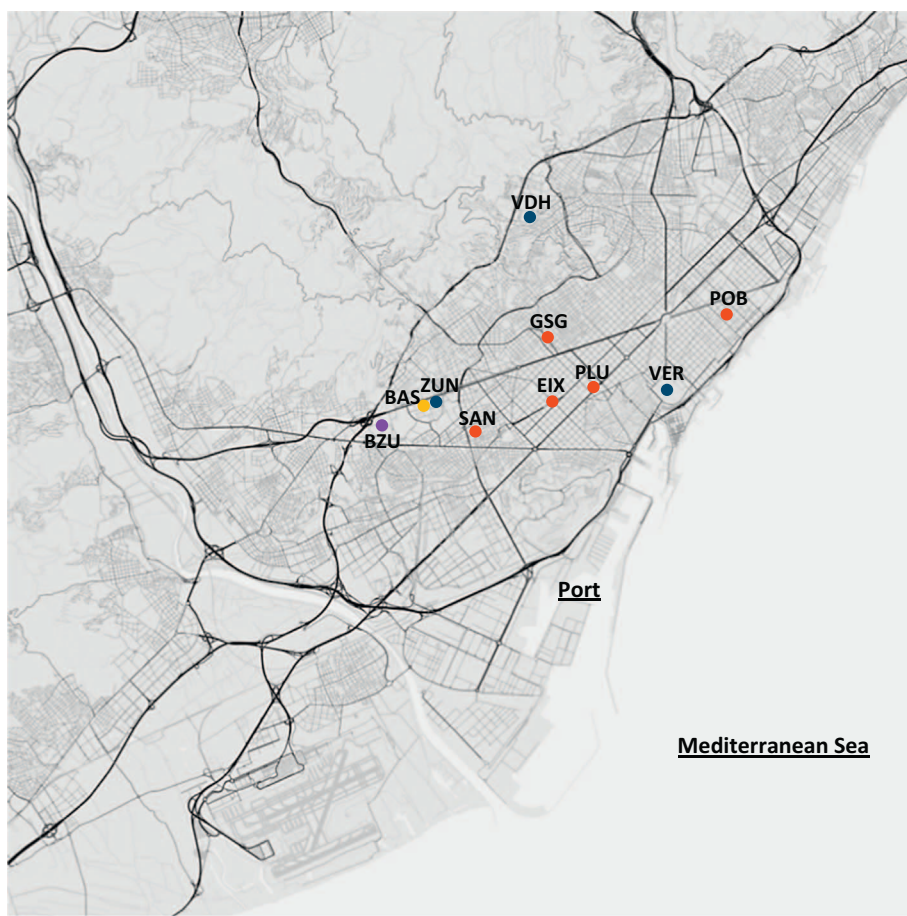 VDH
POB
GSG
PLU
VER
EIX
ZUN
BAS
SAN
BZU
Port
Mediterranean Sea